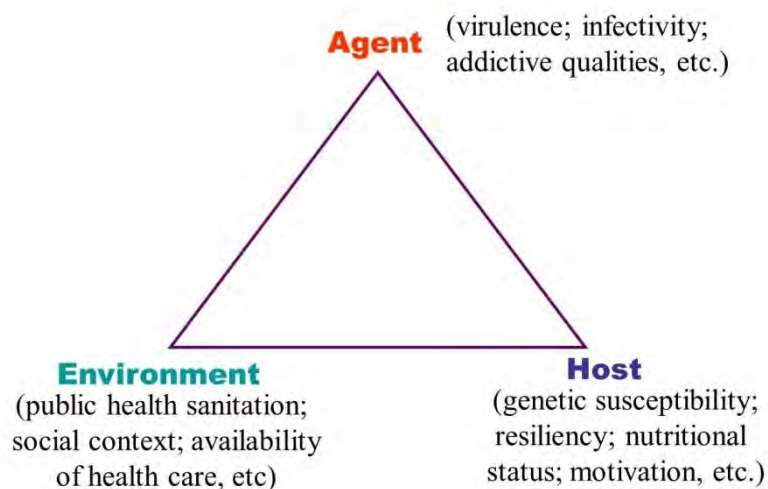 Agent
(virulence; infectivity;
addictive qualities, etc.)
Environment
(public health sanitation;
social context; availability
of health care, etc)
Host
(genetic susceptibility;
resiliency; nutritional
status; motivation, etc.)